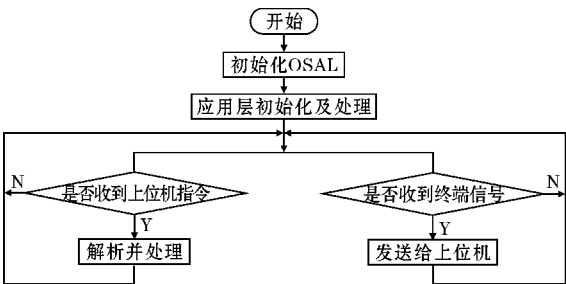 开始
初始化OSAL
应用层初始化及处理
N
是否收到上位机指令
是否收到终端信号
N
Y
Y
解析并处理
发送给上位机